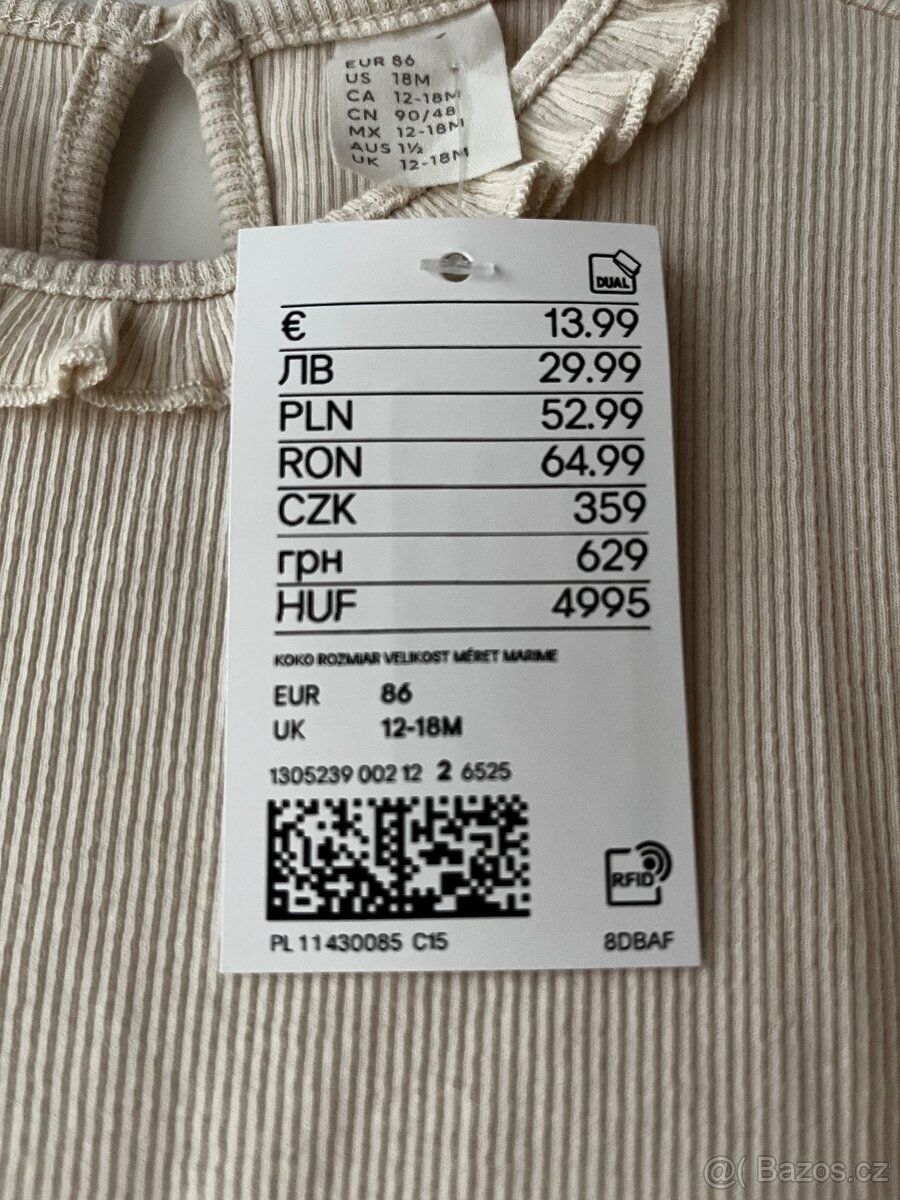 EUR 86
US 18M
CA 12-18M
CN 90/48
MX 12-18M
AUS 1½
UK 12-18M
DUAL
€ 13.99
ЛВ 29.99
PLN 52.99
RON 64.99
CZK 359
грн 629
HUF 4995
KOKO ROZMIAR VELIKOST MÉRET MARIME
EUR 86
UK 12-18M
1305239 002 12 2 6525
RFID
PL 11 430085 C15 8DBAF
@( Bazos.cz